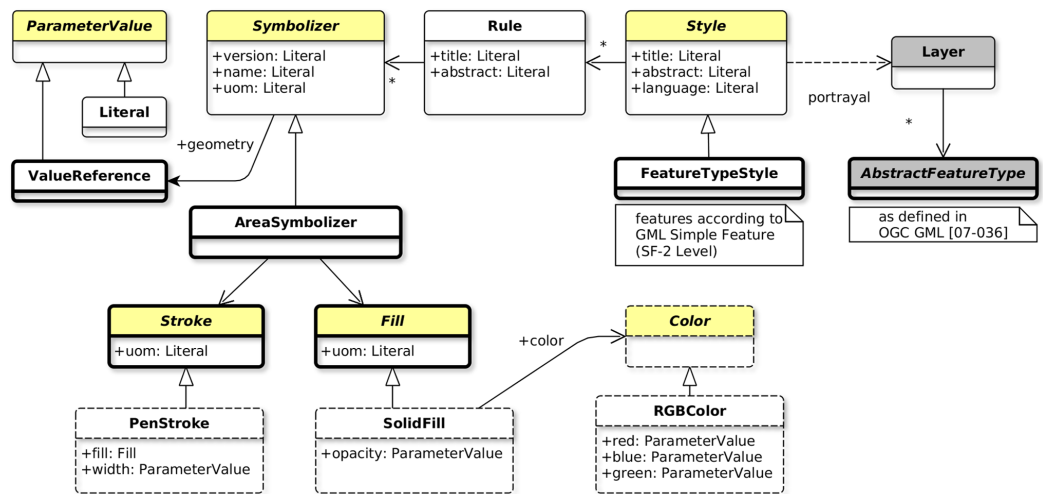 ParameterValue
Literal
ValueReference
Symbolizer
+version: Literal
+name: Literal
+uom: Literal
+geometry
*
Rule
+title: Literal
+abstract: Literal
*
Style
+title: Literal
+abstract: Literal
+language: Literal
portrayal
Layer
*
FeatureTypeStyle
features according to
GML Simple Feature
(SF-2 Level)
AbstractFeatureType
as defined in
OGC GML [07-036]
AreaSymbolizer
Stroke
+uom: Literal
Fill
+uom: Literal
+color
Color
PenStroke
+fill: Fill
+width: ParameterValue
SolidFill
+opacity: ParameterValue
RGBColor
+red: ParameterValue
+blue: ParameterValue
+green: ParameterValue